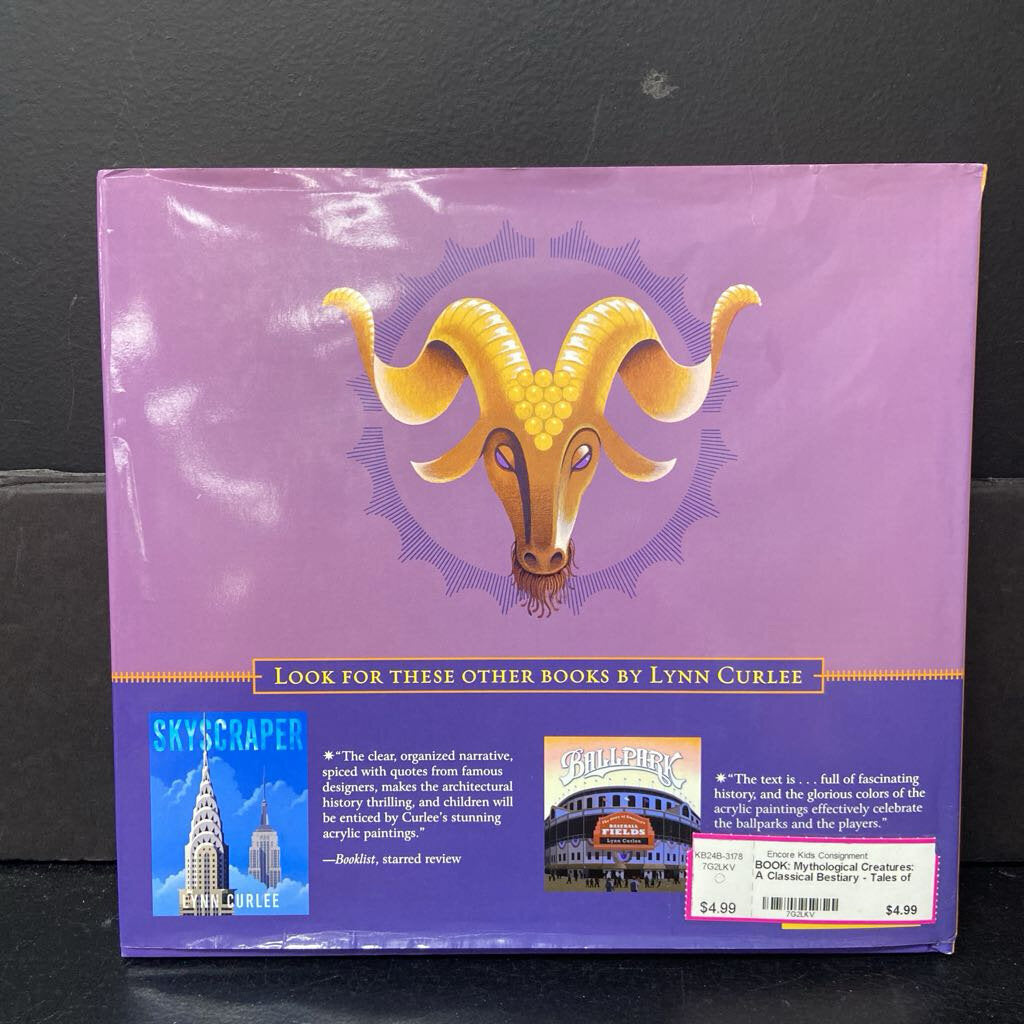 LOOK FOR THESE OTHER BOOKS BY LYNN CURLEE
SKYSCRAPER
LYNN CURLEE
✷“The clear, organized narrative,
spiced with quotes from famous
designers, makes the architectural
history thrilling, and children will
be enticed by Curlee's stunning
acrylic paintings.”
—Booklist, starred review
BALLPARK
The Story of America's
BASEBALL
FIELDS
Lynn Curlee
✷“The text is . . . full of fascinating
history, and the glorious colors of the
acrylic paintings effectively celebrate
the ballparks and the players.”
KB24B-3178
7G2LKV
$4.99
Encore Kids Consignment
BOOK: Mythological Creatures:
A Classical Bestiary - Tales of
7G2LKV
$4.99